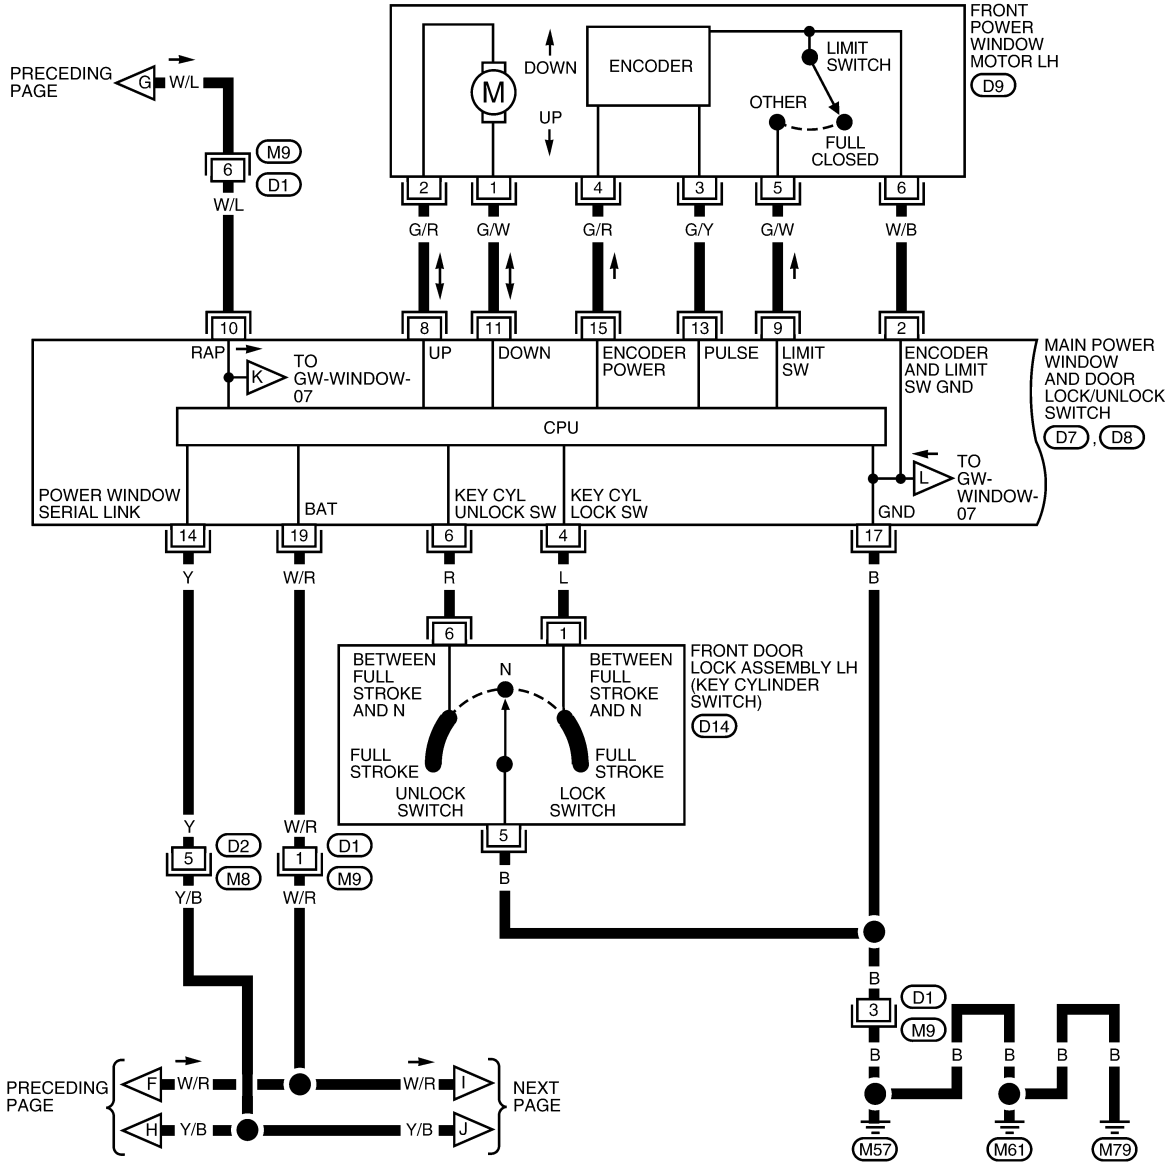 FRONT
POWER
WINDOW
MOTOR LH
D9
PRECEDING
PAGE
G
W/L
M9
6
D1
W/L
M
DOWN
UP
ENCODER
LIMIT
SWITCH
OTHER
FULL
CLOSED
2
1
4
3
5
6
G/R
G/W
G/R
G/Y
G/W
W/B
10
8
11
15
13
9
2
RAP
K
TO
GW-WINDOW-
07
UP
DOWN
ENCODER
POWER
PULSE
LIMIT
SW
ENCODER
AND LIMIT
SW GND
MAIN POWER
WINDOW
AND DOOR
LOCK/UNLOCK
SWITCH
D7 , D8
CPU
L
TO
GW-
WINDOW-
07
POWER WINDOW
SERIAL LINK
BAT
KEY CYL
UNLOCK SW
KEY CYL
LOCK SW
GND
14
19
6
4
17
Y
W/R
R
L
B
6
1
BETWEEN
FULL
STROKE
AND N
N
BETWEEN
FULL
STROKE
AND N
FULL
STROKE
FULL
STROKE
UNLOCK
SWITCH
LOCK
SWITCH
FRONT DOOR
LOCK ASSEMBLY LH
(KEY CYLINDER
SWITCH)
D14
5
B
Y
W/R
5
D2
M8
1
D1
M9
Y/B
W/R
B
3
D1
M9
B
B
B
B
B
M57
M61
M79
PRECEDING
PAGE
F
W/R
W/R
I
H
Y/B
Y/B
J
NEXT
PAGE